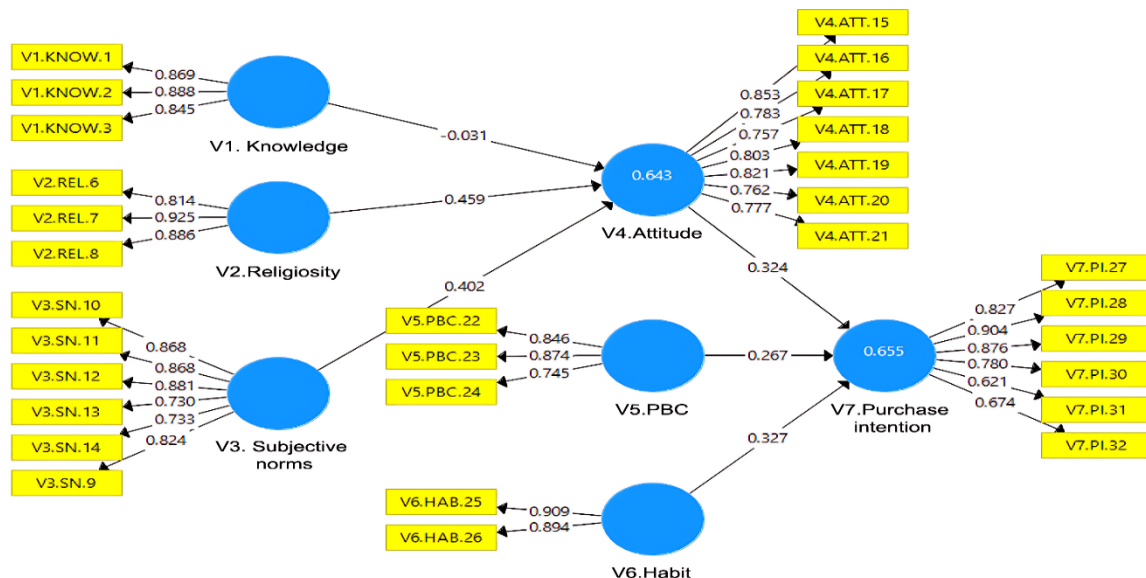 V1.KNOW.1
V1.KNOW.2
V1.KNOW.3
0.869
0.888
0.845
V1. Knowledge
-0.031
V2.REL.6
V2.REL.7
V2.REL.8
0.814
0.925
0.886
V2.Religiosity
0.459
V3.SN.10
V3.SN.11
V3.SN.12
V3.SN.13
V3.SN.14
V3.SN.9
0.868
0.868
0.881
0.730
0.733
0.824
V3. Subjective
norms
0.402
0.643
V4.Attitude
0.853
0.783
0.757
0.803
0.821
0.762
0.777
V4.ATT.15
V4.ATT.16
V4.ATT.17
V4.ATT.18
V4.ATT.19
V4.ATT.20
V4.ATT.21
0.324
V5.PBC.22
V5.PBC.23
V5.PBC.24
0.846
0.874
0.745
V5.PBC
0.267
V6.HAB.25
V6.HAB.26
0.909
0.894
V6.Habit
0.327
0.655
V7.Purchase
intention
0.827
0.904
0.876
0.780
0.621
0.674
V7.PI.27
V7.PI.28
V7.PI.29
V7.PI.30
V7.PI.31
V7.PI.32